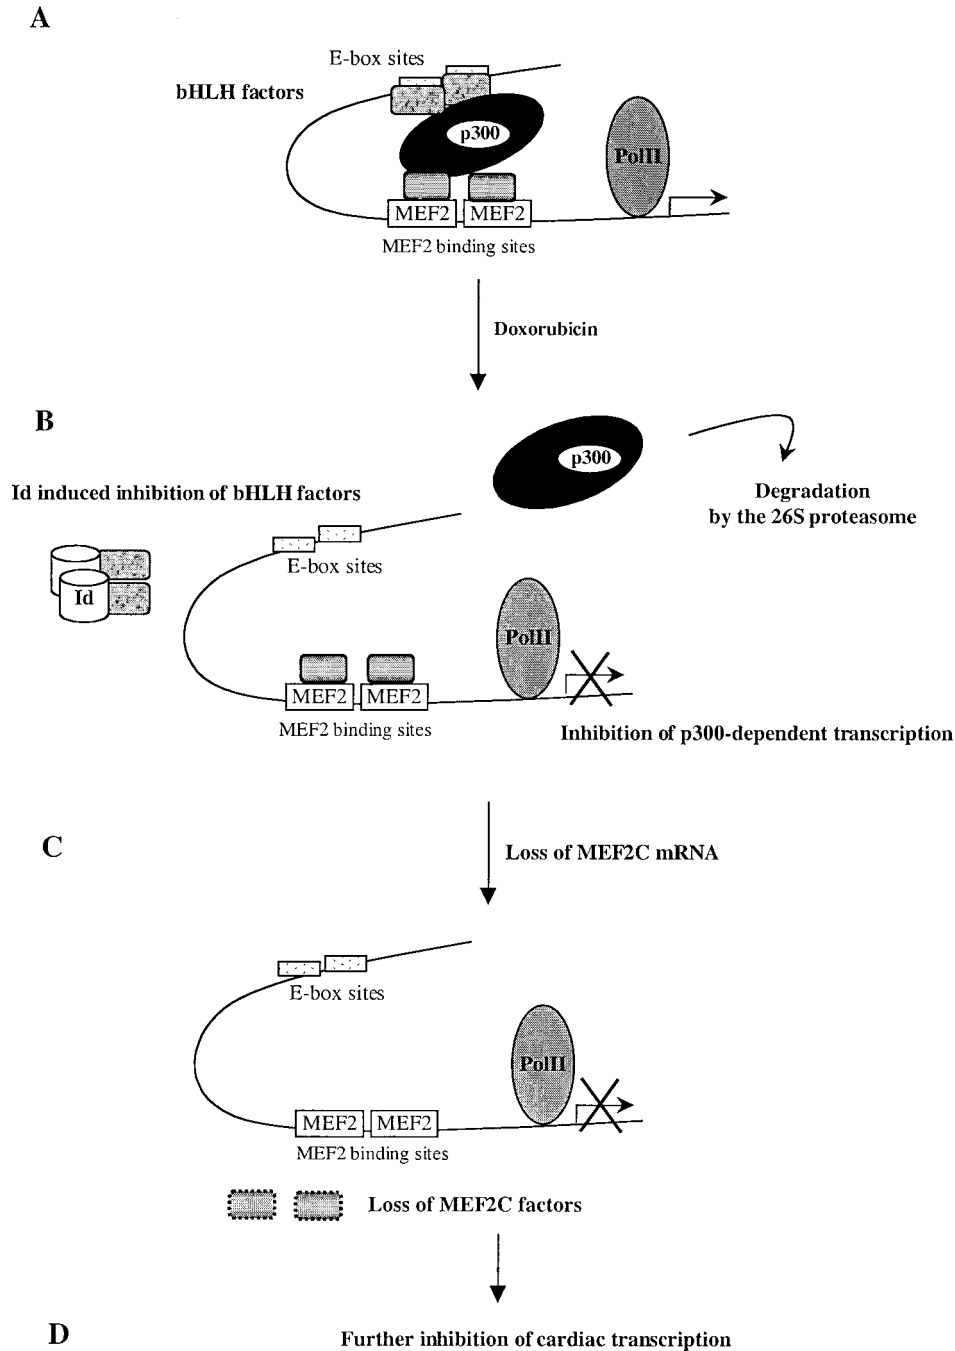 A
E-box sites
bHLH factors
p300
PolII
MEF2 MEF2
MEF2 binding sites
Doxorubicin
B
p300
Id induced inhibition of bHLH factors
Degradation
by the 26S proteasome
E-box sites
Id
PolII
MEF2 MEF2
MEF2 binding sites
Inhibition of p300-dependent transcription
C
Loss of MEF2C mRNA
E-box sites
PolII
MEF2 MEF2
MEF2 binding sites
Loss of MEF2C factors
D
Further inhibition of cardiac transcription